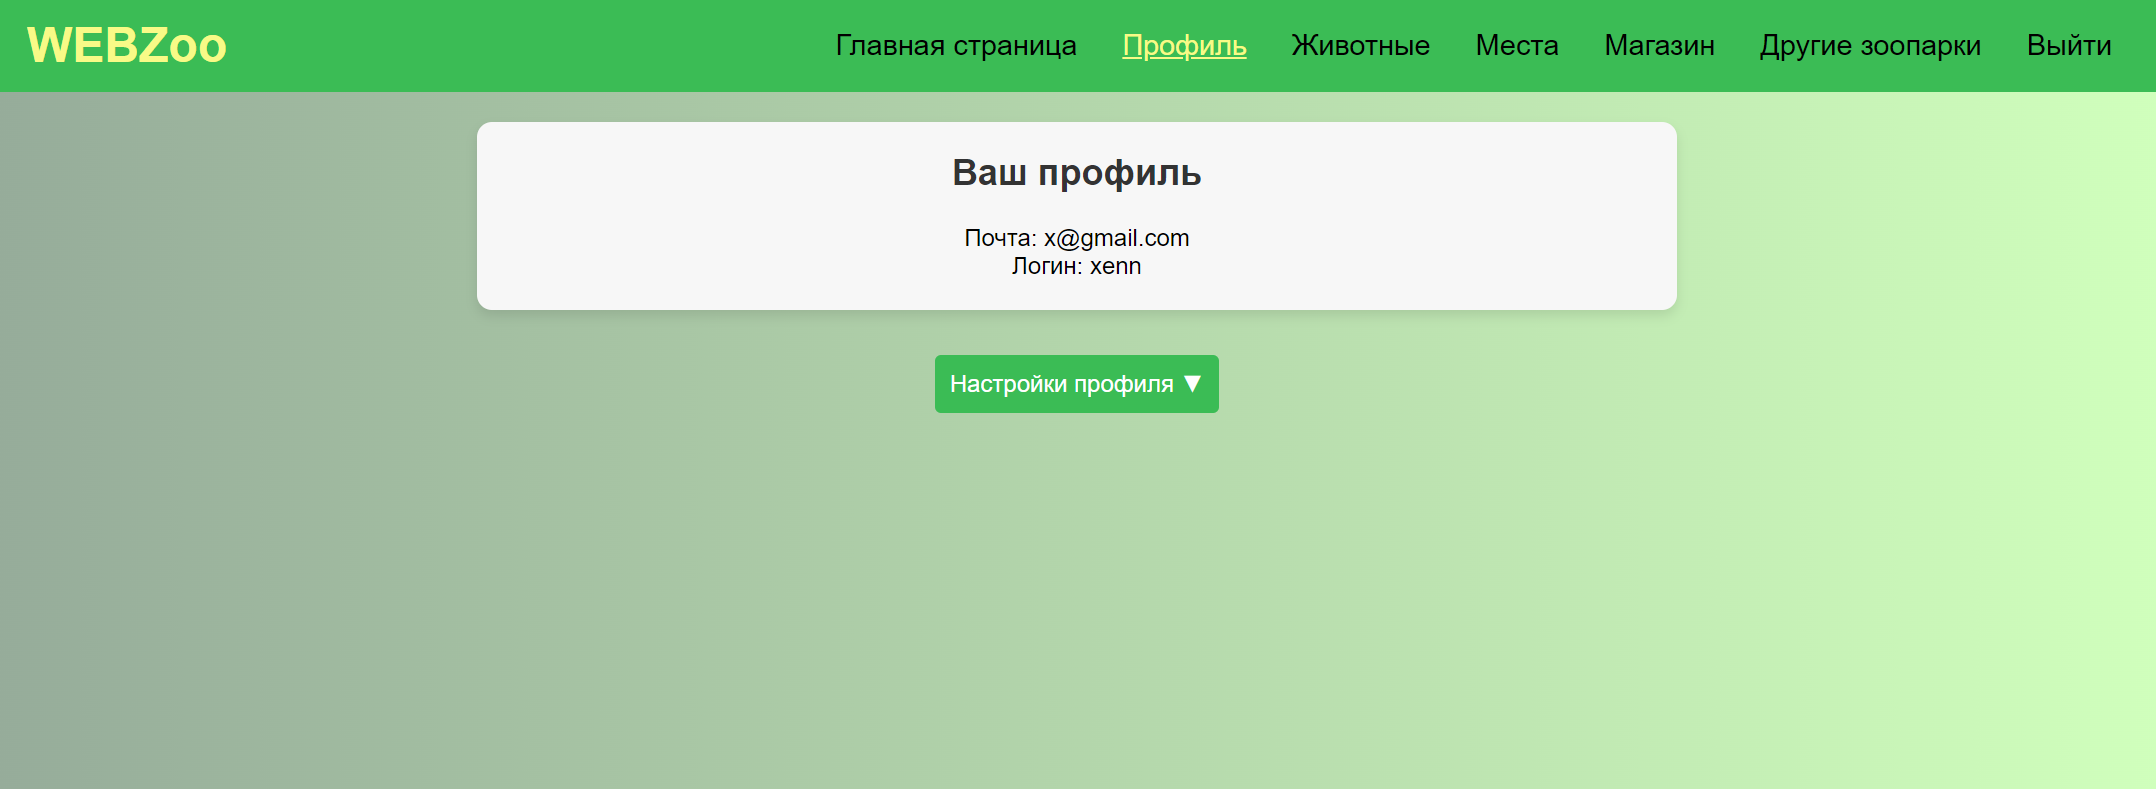 WEBZoo
Главная страница Профиль Животные Места Магазин Другие зоопарки Выйти
Ваш профиль
Почта: x@gmail.com
Логин: xenn
Настройки профиля ▼